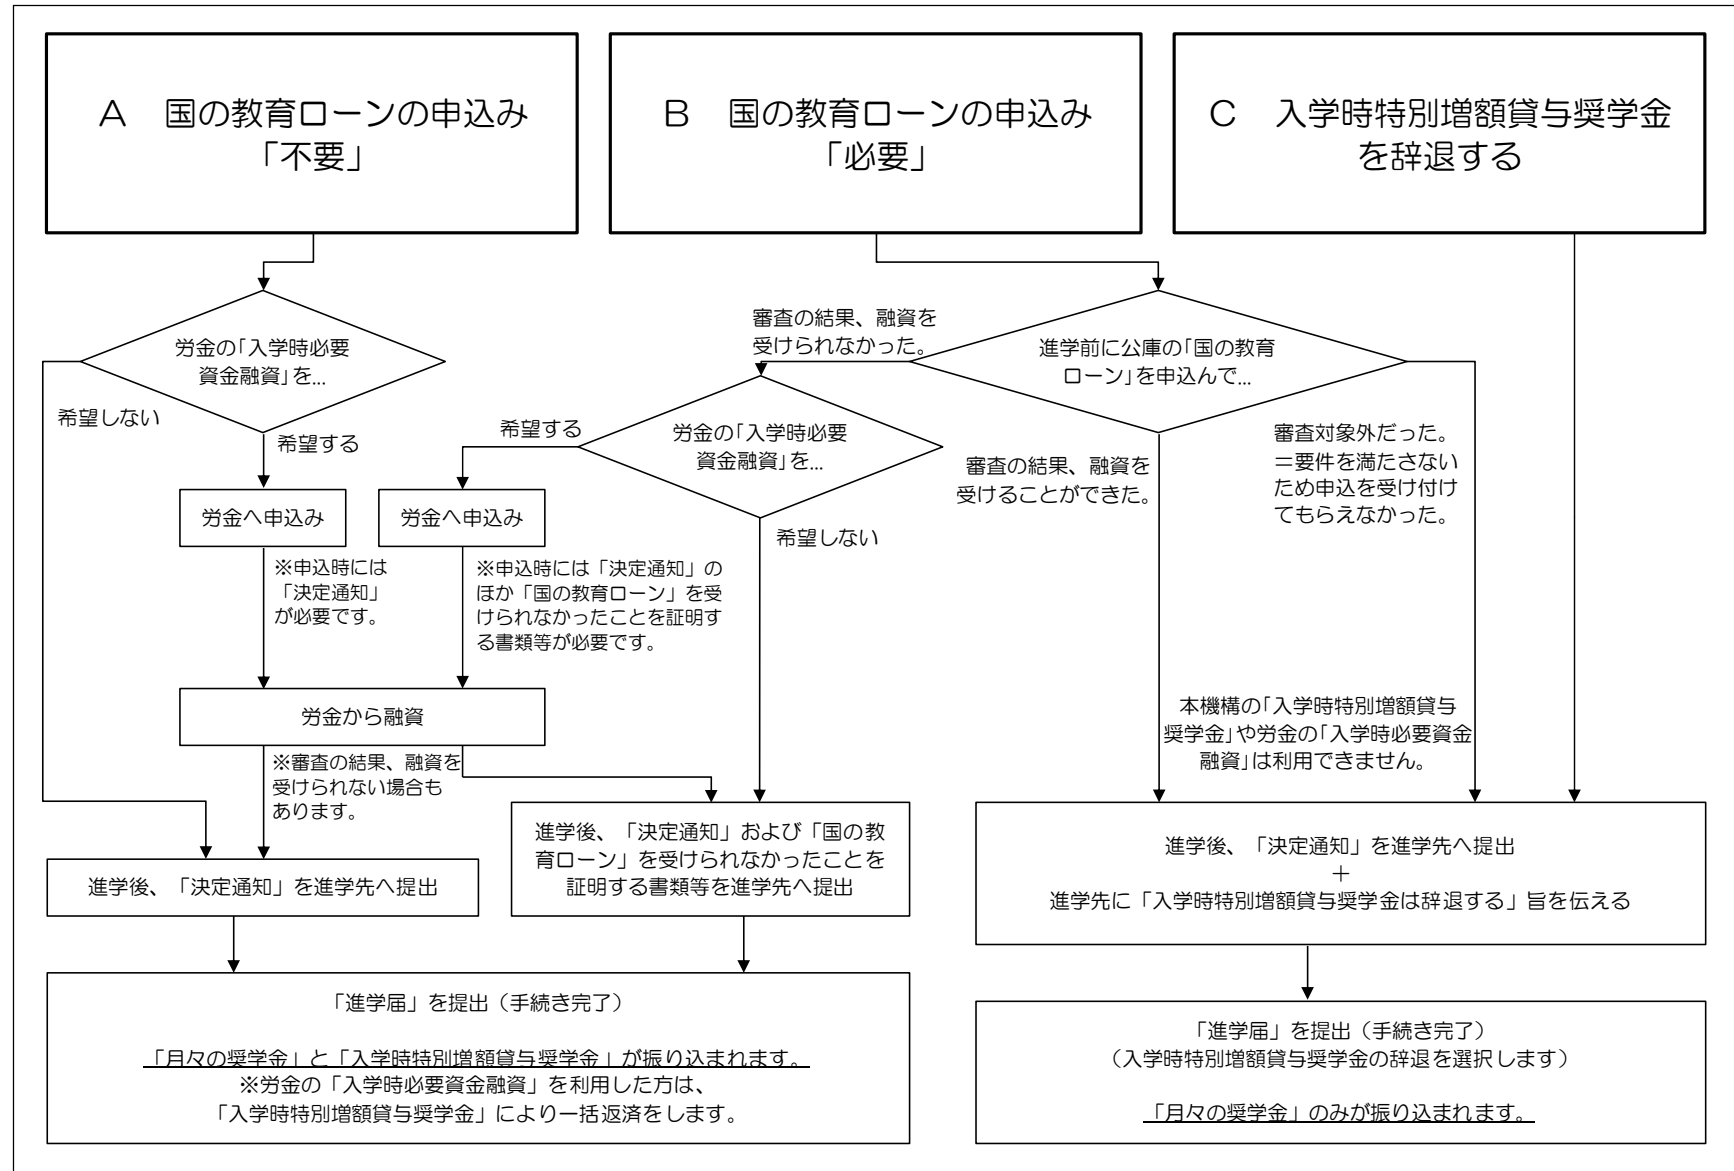 A　国の教育ローンの申込み
「不要」
B　国の教育ローンの申込み
「必要」
C　入学時特別増額貸与奨学金
を辞退する
労金の「入学時必要
資金融資」を...
希望しない
希望する
労金へ申込み
※申込時には
「決定通知」
が必要です。
審査の結果、融資を
受けられなかった。
進学前に公庫の「国の教育
ローン」を申込んで...
労金の「入学時必要
資金融資」を...
希望する
希望しない
労金へ申込み
※申込時には「決定通知」の
ほか「国の教育ローン」を受
けられなかったことを証明す
る書類等が必要です。
審査の結果、融資を
受けることができた。
審査対象外だった。
＝要件を満たさない
ため申込を受け付け
てもらえなかった。
労金から融資
※審査の結果、融資を
受けられない場合も
あります。
本機構の「入学時特別増額貸与
奨学金」や労金の「入学時必要資金
融資」は利用できません。
進学後、「決定通知」を進学先へ提出
進学後、「決定通知」および「国の教
育ローン」を受けられなかったことを
証明する書類等を進学先へ提出
進学後、「決定通知」を進学先へ提出
＋
進学先に「入学時特別増額貸与奨学金は辞退する」旨を伝える
「進学届」を提出（手続き完了）
「月々の奨学金」と「入学時特別増額貸与奨学金」が振り込まれます。
※労金の「入学時必要資金融資」を利用した方は、
「入学時特別増額貸与奨学金」により一括返済をします。
「進学届」を提出（手続き完了）
（入学時特別増額貸与奨学金の辞退を選択します）
「月々の奨学金」のみが振り込まれます。